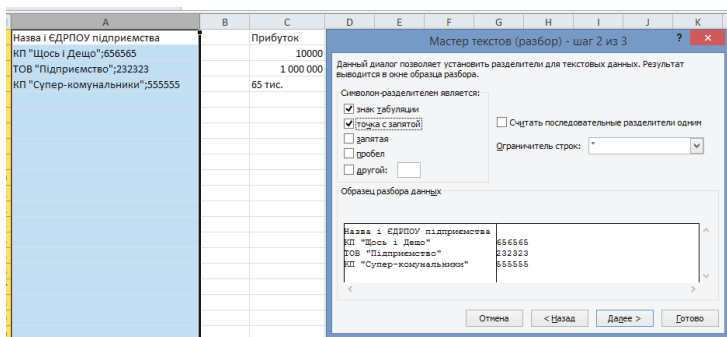 A B C D E F G H I J K
Назва і ЄДРПОУ підприємства Прибуток
КП "Щось і Дещо";656565 10000
ТОВ "Підприємство";232323 1 000 000
КП "Супер-комунальники";555555 65 тис.
Мастер текстов (разбор) - шаг 2 из 3 ? ×
Данный диалог позволяет установить разделители для текстовых данных. Результат
выводится в окне образца разбора.
Символом-разделителем является:
знак табуляции
точка с запятой
запятая
пробел
другой:
Считать последовательные разделители одним
Ограничитель строк: "
Образец разбора данных
Назва і ЄДРПОУ підприємства
КП "Щось і Дещо" 656565
ТОВ "Підприємство" 232323
КП "Супер-комунальники" 555555
Отмена < Назад Далее > Готово